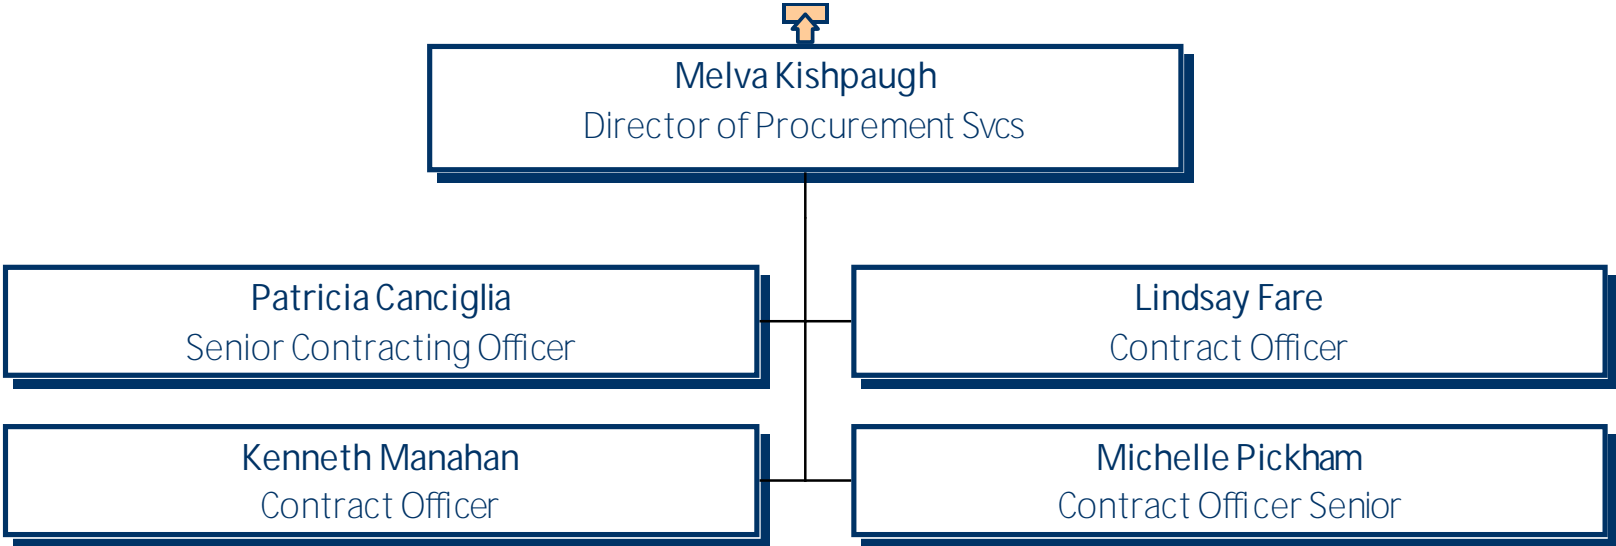 Melva Kishpaugh
Director of Procurement Svcs
Patricia Canciglia
Senior Contracting Officer
Lindsay Fare
Contract Officer
Kenneth Manahan
Contract Officer
Michelle Pickham
Contract Officer Senior